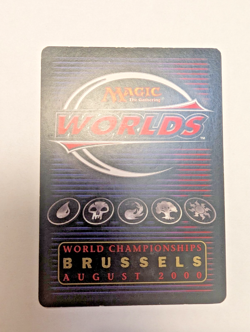 MAGIC
The Gathering
WORLDS
WORLD CHAMPIONSHIPS
BRUSSELS
AUGUST 2000